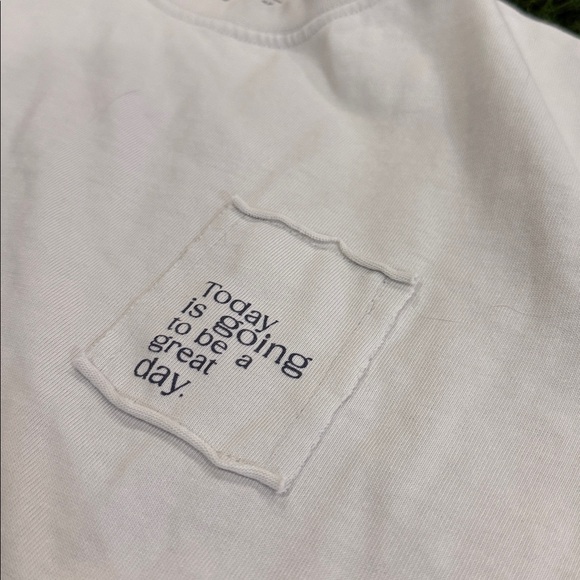 Today
is going
to be a
great
day.